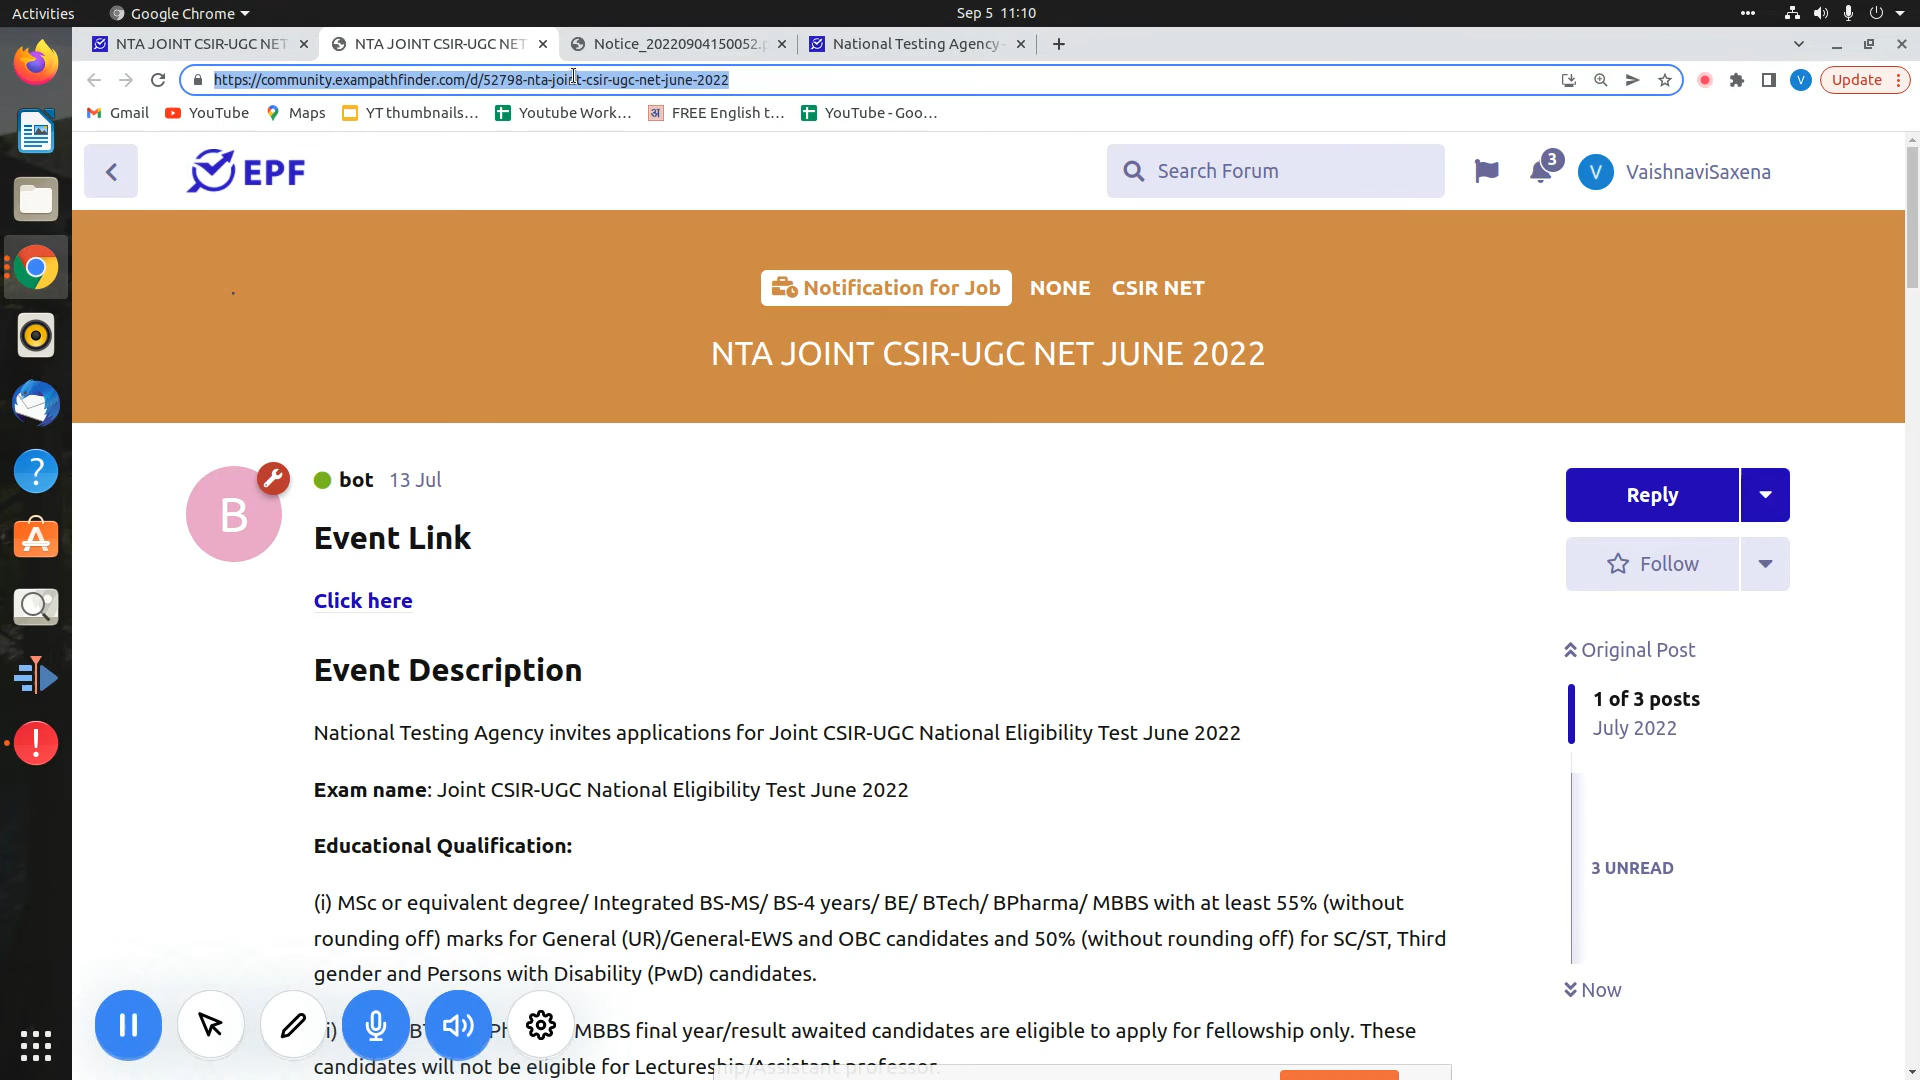 Activities
Google Chrome
Sep 5 11:10
NTA JOINT CSIR-UGC NET
NTA JOINT CSIR-UGC NET
Notice_20220904150052.p
National Testing Agency -
https://community.exampathfinder.com/d/52798-nta-joint-csir-ugc-net-june-2022
V
Update
Gmail
YouTube
Maps
YT thumbnails...
Youtube Work...
FREE English t...
YouTube - Goo...
EPF
Search Forum
3
V
VaishnaviSaxena
Notification for Job
NONE
CSIR NET
NTA JOINT CSIR-UGC NET JUNE 2022
B
bot
13 Jul
Reply
Event Link
Follow
Click here
Original Post
Event Description
1 of 3 posts
July 2022
National Testing Agency invites applications for Joint CSIR-UGC National Eligibility Test June 2022
Exam name: Joint CSIR-UGC National Eligibility Test June 2022
Educational Qualification:
3 UNREAD
(i) MSc or equivalent degree/ Integrated BS-MS/ BS-4 years/ BE/ BTech/ BPharma/ MBBS with at least 55% (without
rounding off) marks for General (UR)/General-EWS and OBC candidates and 50% (without rounding off) for SC/ST, Third
gender and Persons with Disability (PwD) candidates.
Now
MBBS final year/result awaited candidates are eligible to apply for fellowship only. These
candidates will not be eligible for Lectureship/Assistant professor.